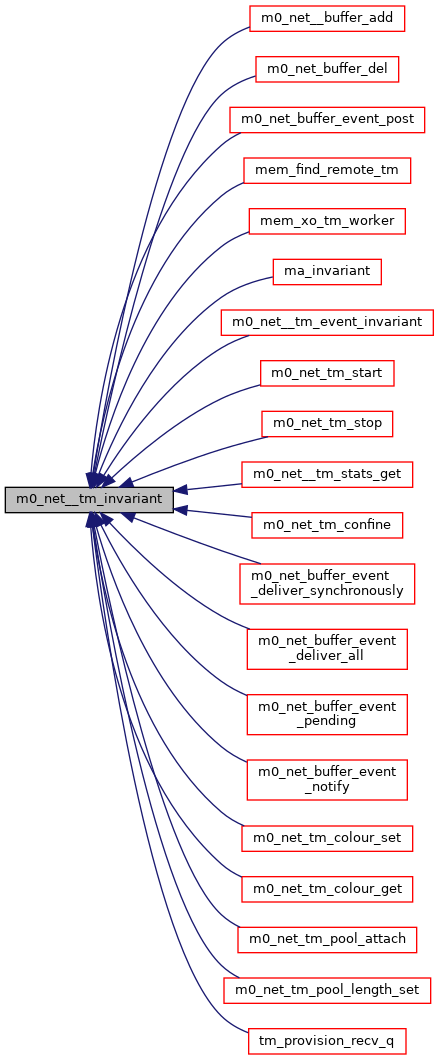 m0_net__buffer_add
m0_net_buffer_del
m0_net_buffer_event_post
mem_find_remote_tm
mem_xo_tm_worker
ma_invariant
m0_net__tm_event_invariant
m0_net_tm_start
m0_net_tm_stop
m0_net__tm_stats_get
m0_net__tm_invariant
m0_net_tm_confine
m0_net_buffer_event
_deliver_synchronously
m0_net_buffer_event
_deliver_all
m0_net_buffer_event
_pending
m0_net_buffer_event
_notify
m0_net_tm_colour_set
m0_net_tm_colour_get
m0_net_tm_pool_attach
m0_net_tm_pool_length_set
tm_provision_recv_q